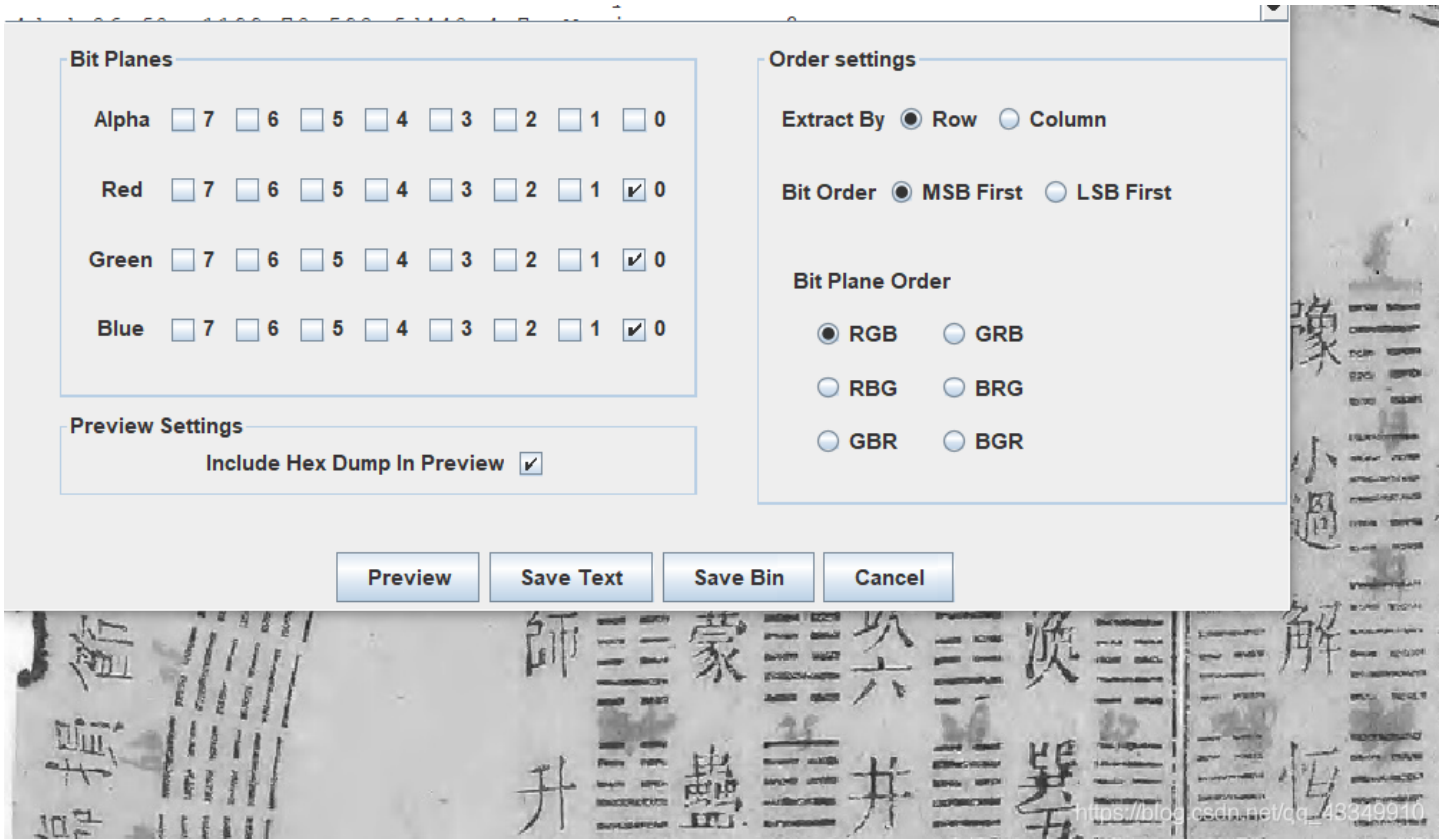 Bit Planes
Alpha 7 6 5 4 3 2 1 0
Red 7 6 5 4 3 2 1 0
Green 7 6 5 4 3 2 1 0
Blue 7 6 5 4 3 2 1 0
Preview Settings
Include Hex Dump In Preview
Order settings
Extract By Row Column
Bit Order MSB First LSB First
Bit Plane Order
RGB GRB
RBG BRG
GBR BGR
Preview Save Text Save Bin Cancel
豫
小過
解
恆
師 蒙 坎六 渙
升 蠱 井 巽五
https://blog.csdn.net/qq_43349910